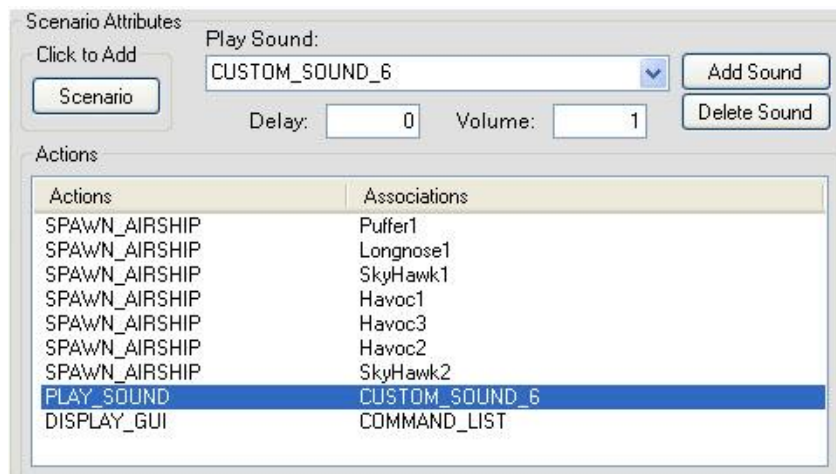 Scenario Attributes
Click to Add
Scenario
Play Sound:
CUSTOM_SOUND_6
Add Sound
Delete Sound
Delay: 0 Volume: 1
Actions
Actions Associations
SPAWN_AIRSHIP Puffer1
SPAWN_AIRSHIP Longnose1
SPAWN_AIRSHIP SkyHawk1
SPAWN_AIRSHIP Havoc1
SPAWN_AIRSHIP Havoc3
SPAWN_AIRSHIP Havoc2
SPAWN_AIRSHIP SkyHawk2
PLAY_SOUND CUSTOM_SOUND_6
DISPLAY_GUI COMMAND_LIST